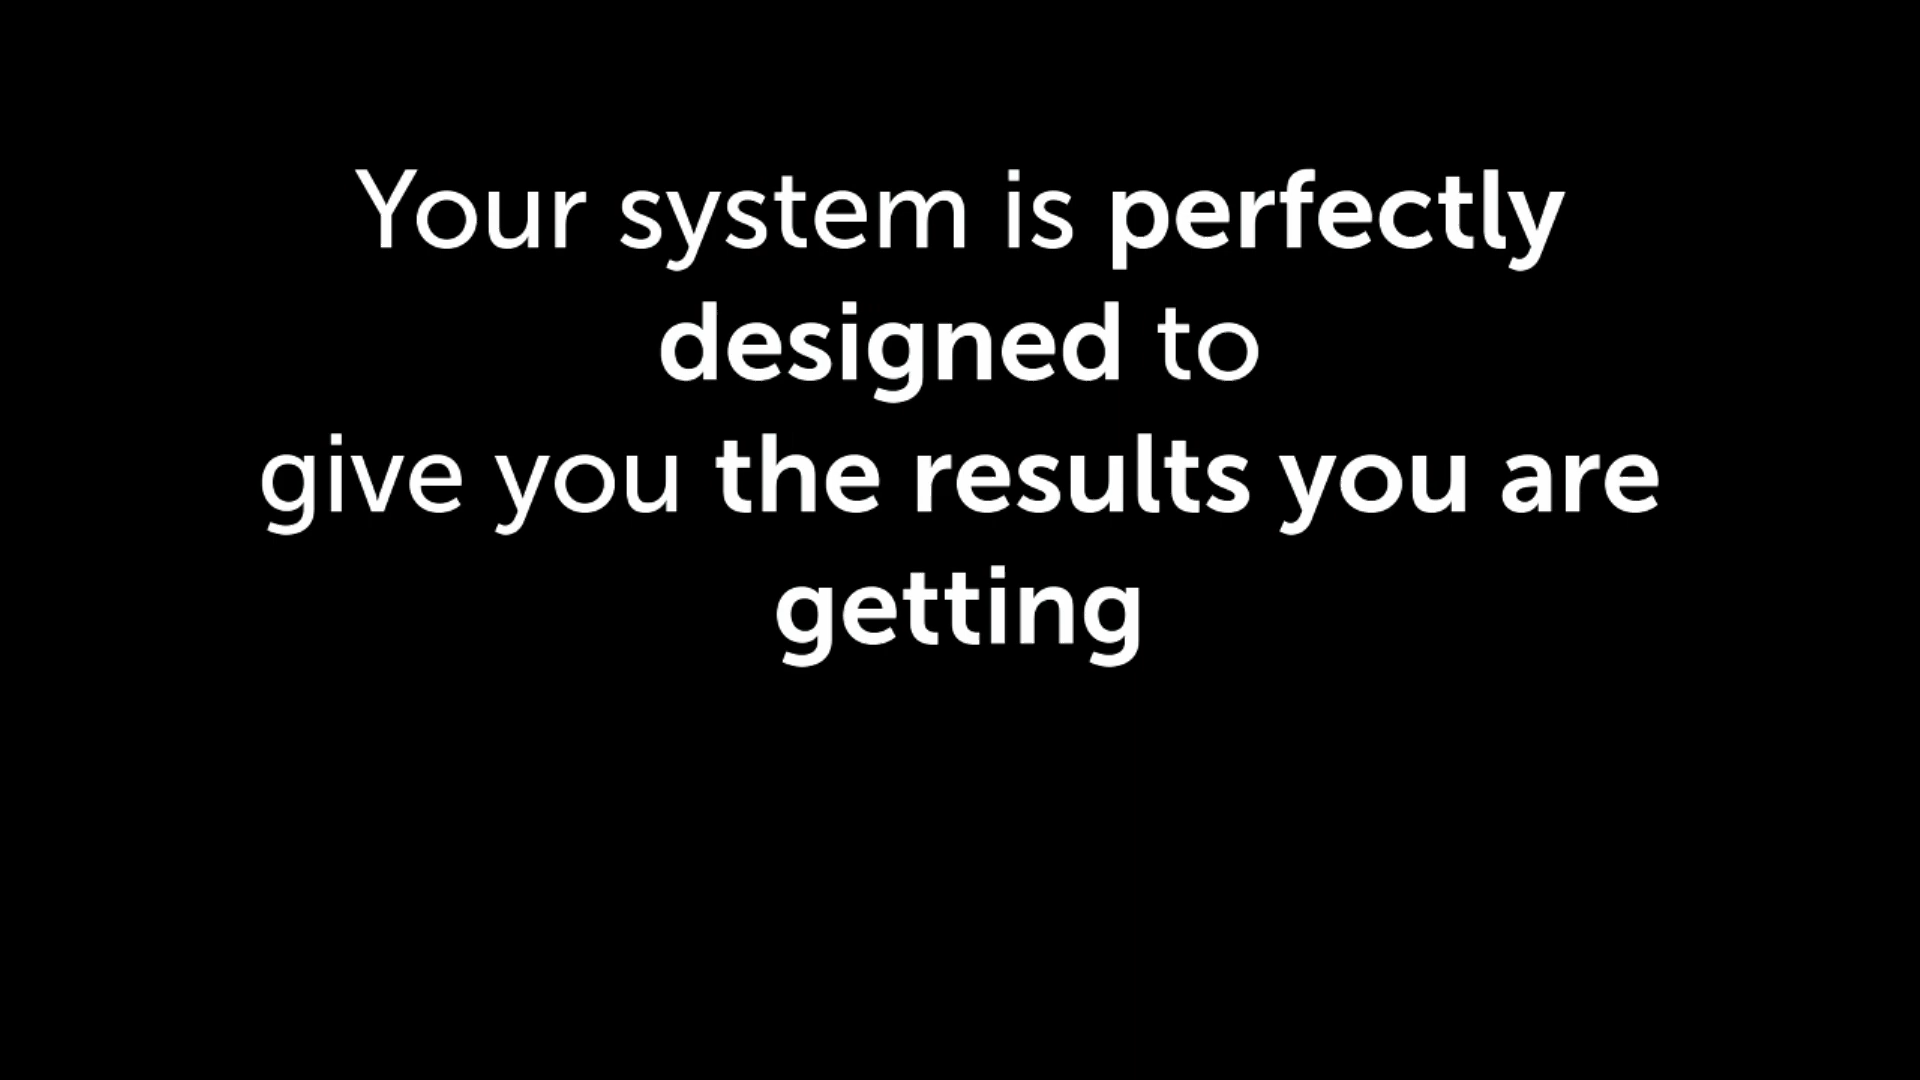 Your system is perfectly
designed to
give you the results you are
getting